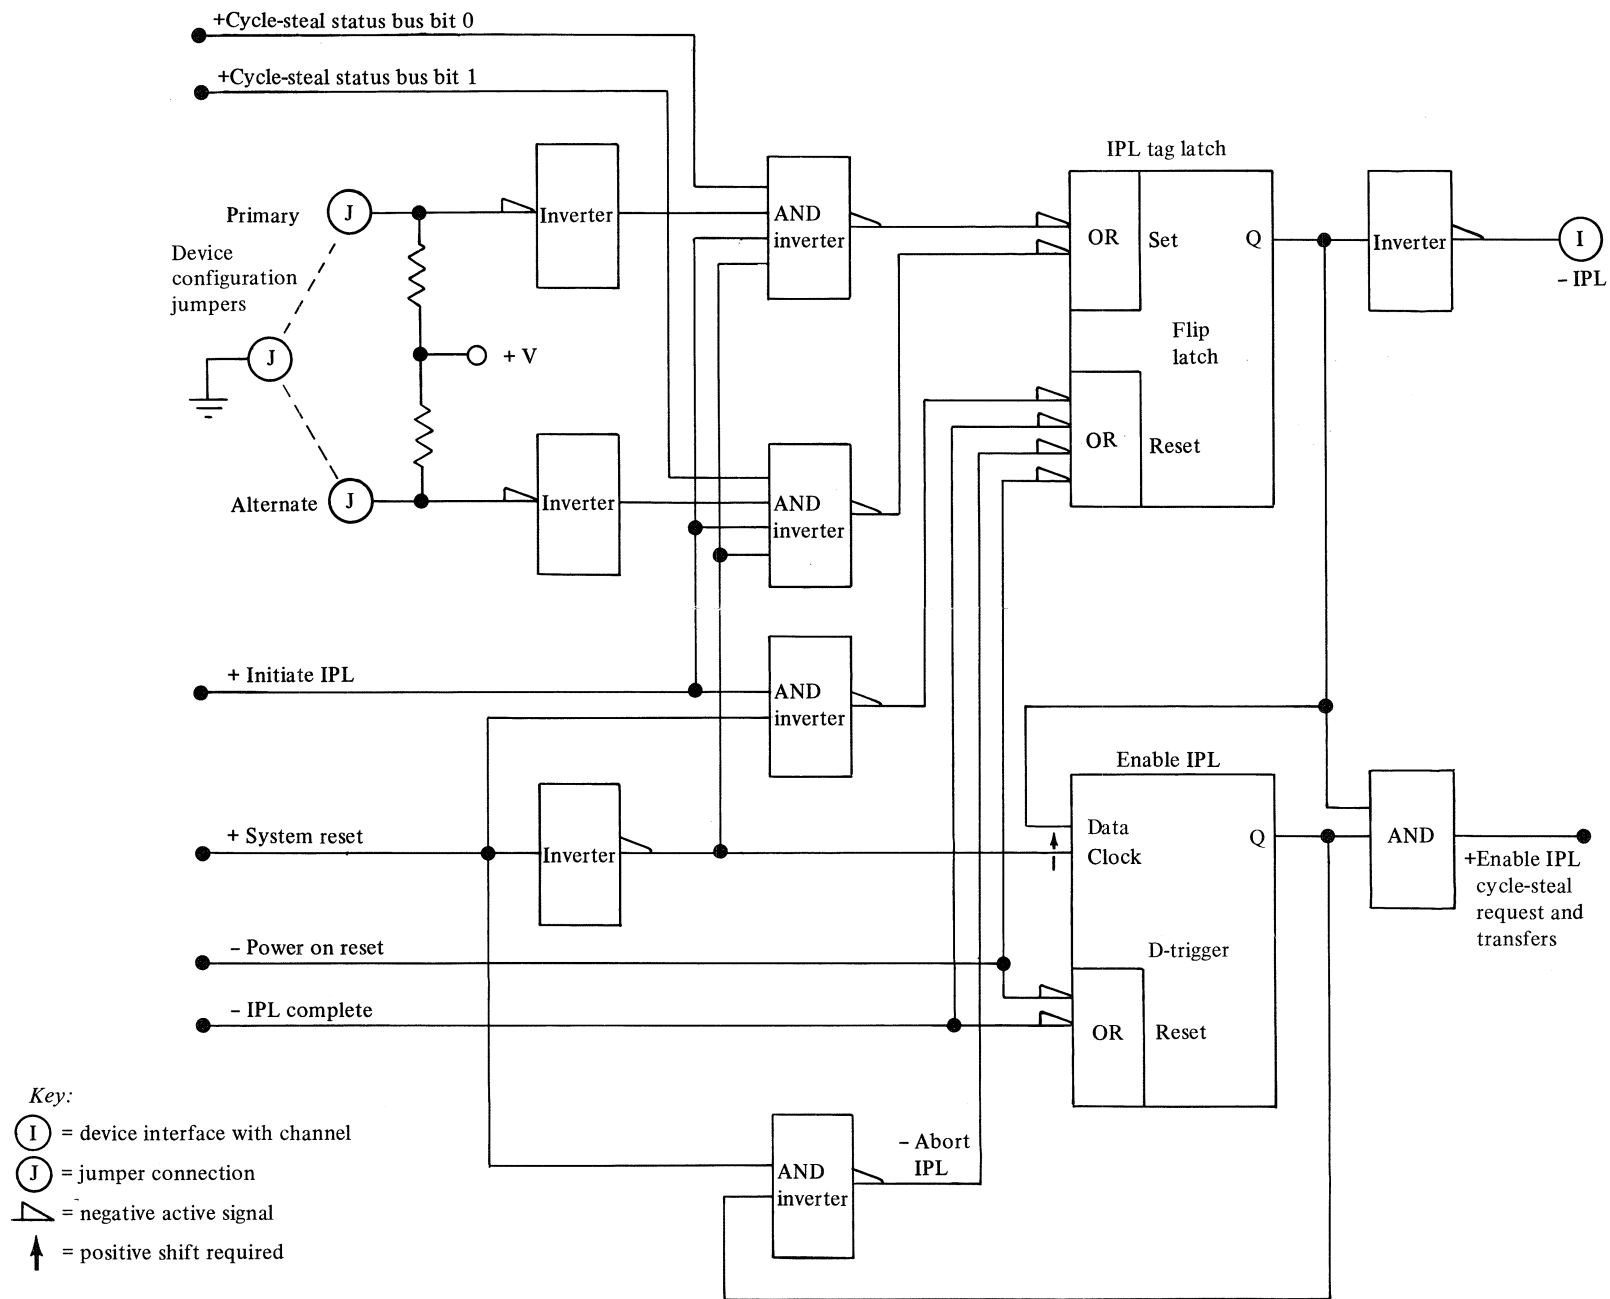 +Cycle-steal status bus bit 0
+Cycle-steal status bus bit 1
IPL tag latch
Primary
J
Inverter
AND
inverter
OR
Set
Q
Inverter
I
– IPL
Device
configuration
jumpers
J
+ V
Flip
latch
OR
Reset
Alternate
J
Inverter
AND
inverter
+ Initiate IPL
AND
inverter
Enable IPL
+ System reset
Inverter
Data
Clock
Q
AND
+Enable IPL
cycle-steal
request and
transfers
– Power on reset
D-trigger
– IPL complete
OR
Reset
Key:
I = device interface with channel
J = jumper connection
= negative active signal
= positive shift required
AND
inverter
– Abort
IPL